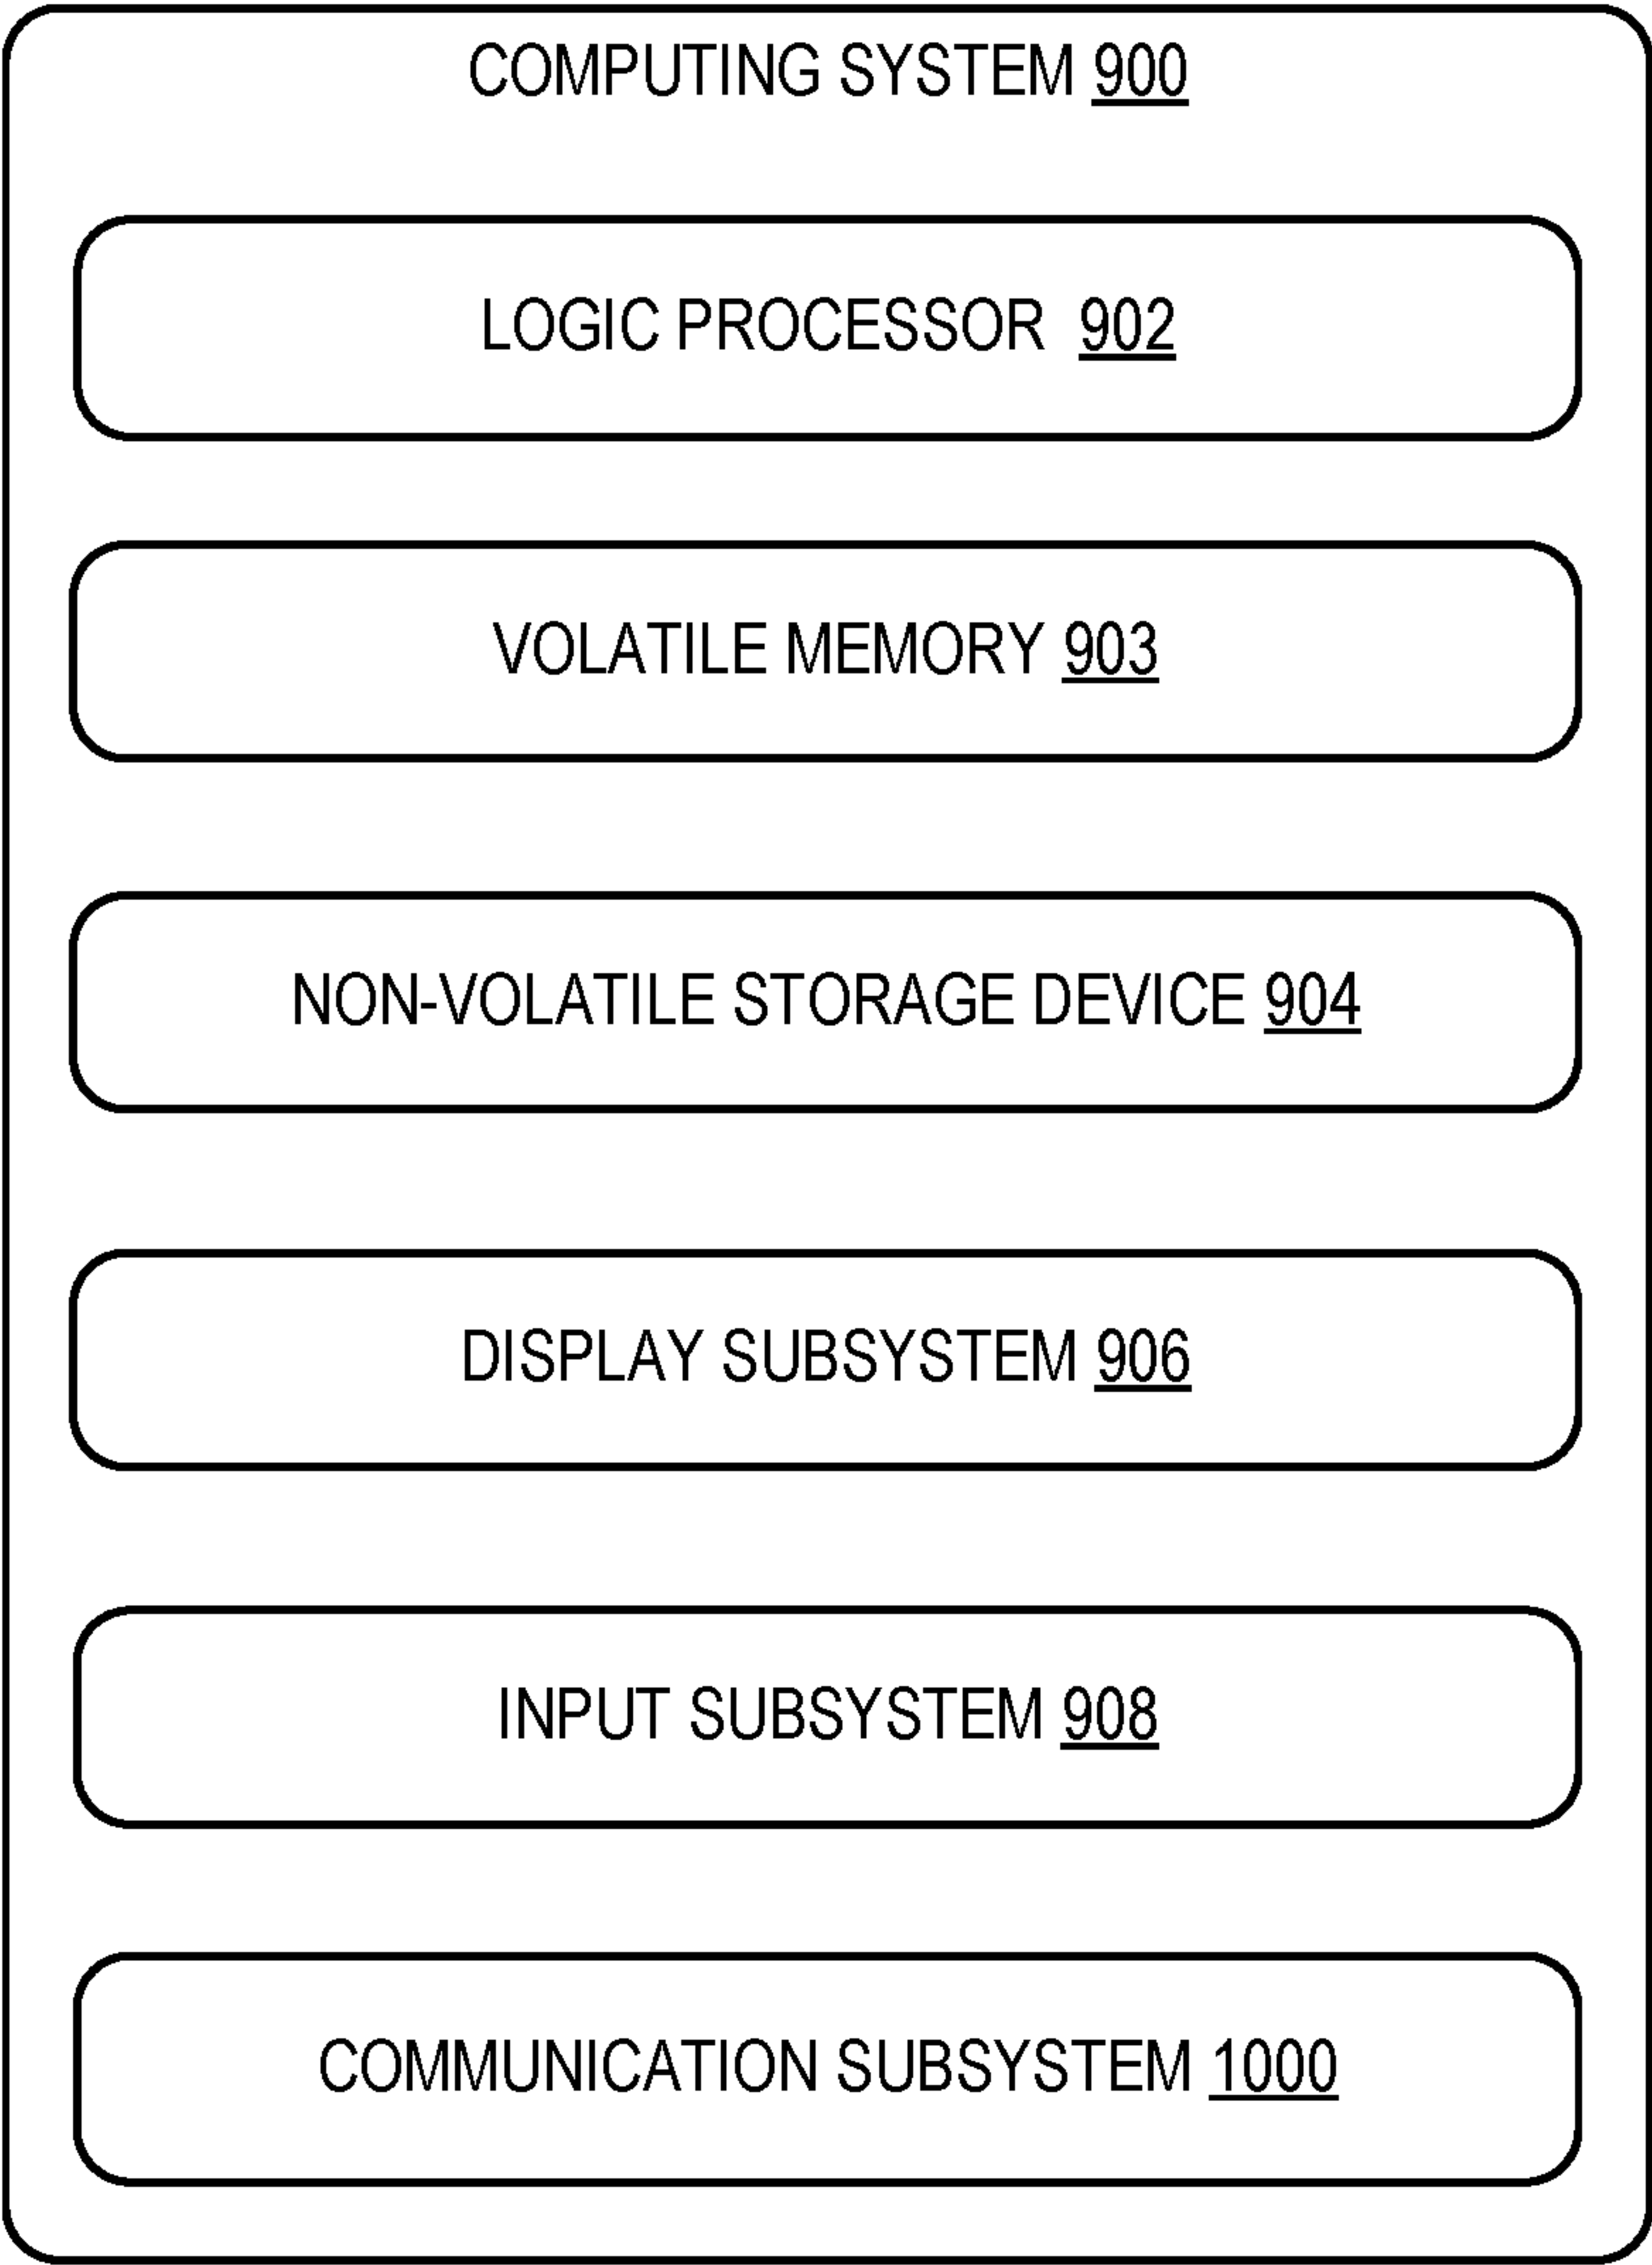 COMPUTING SYSTEM 900
LOGIC PROCESSOR 902
VOLATILE MEMORY 903
NON-VOLATILE STORAGE DEVICE 904
DISPLAY SUBSYSTEM 906
INPUT SUBSYSTEM 908
COMMUNICATION SUBSYSTEM 1000